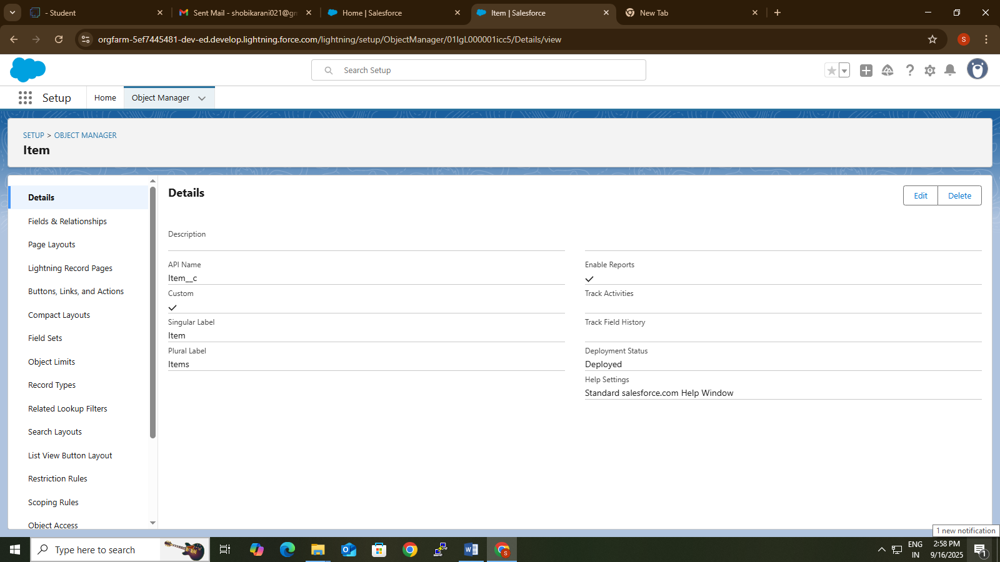 - Student
Sent Mail - shobikarani021@gm
Home | Salesforce
Item | Salesforce
New Tab
orgfarm-5ef7445481-dev-ed.develop.lightning.force.com/lightning/setup/ObjectManager/01IgL000001icc5/Details/view
S
Search Setup
Setup
Home
Object Manager
SETUP > OBJECT MANAGER
Item
Details
Fields & Relationships
Page Layouts
Lightning Record Pages
Buttons, Links, and Actions
Compact Layouts
Field Sets
Object Limits
Record Types
Related Lookup Filters
Search Layouts
List View Button Layout
Restriction Rules
Scoping Rules
Object Access
Details
Edit
Delete
Description
API Name
Item__c
Custom
Singular Label
Item
Plural Label
Items
Enable Reports
Track Activities
Track Field History
Deployment Status
Deployed
Help Settings
Standard salesforce.com Help Window
1 new notification
Type here to search
ENG
IN
2:58 PM
9/16/2025
1